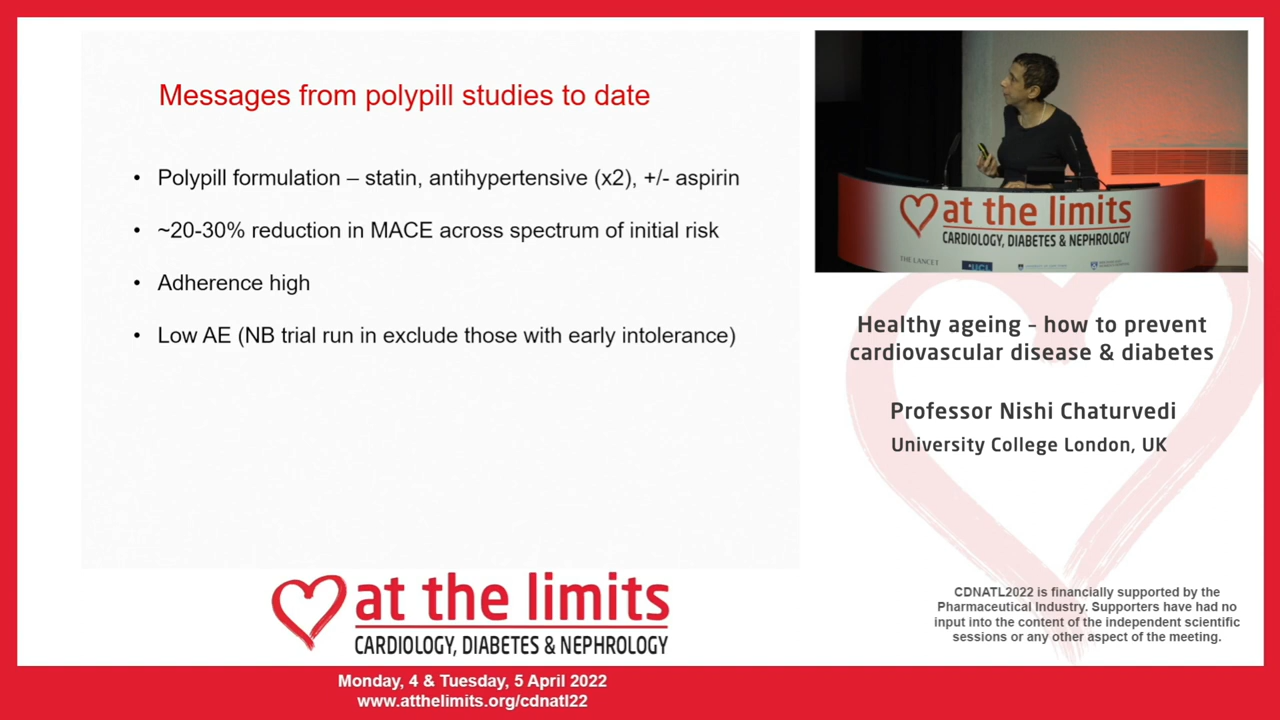 Messages from polypill studies to date
• Polypill formulation – statin, antihypertensive (x2), +/- aspirin
• ~20-30% reduction in MACE across spectrum of initial risk
• Adherence high
• Low AE (NB trial run in exclude those with early intolerance)
at the limits
CARDIOLOGY, DIABETES & NEPHROLOGY
THE LANCET
UCL
Healthy ageing – how to prevent
cardiovascular disease & diabetes
Professor Nishi Chaturvedi
University College London, UK
at the limits
CARDIOLOGY, DIABETES & NEPHROLOGY
CDNATL2022 is financially supported by the
Pharmaceutical Industry. Supporters have had no
input into the content of the independent scientific
sessions or any other aspect of the meeting.
Monday, 4 & Tuesday, 5 April 2022
www.atthelimits.org/cdnatl22